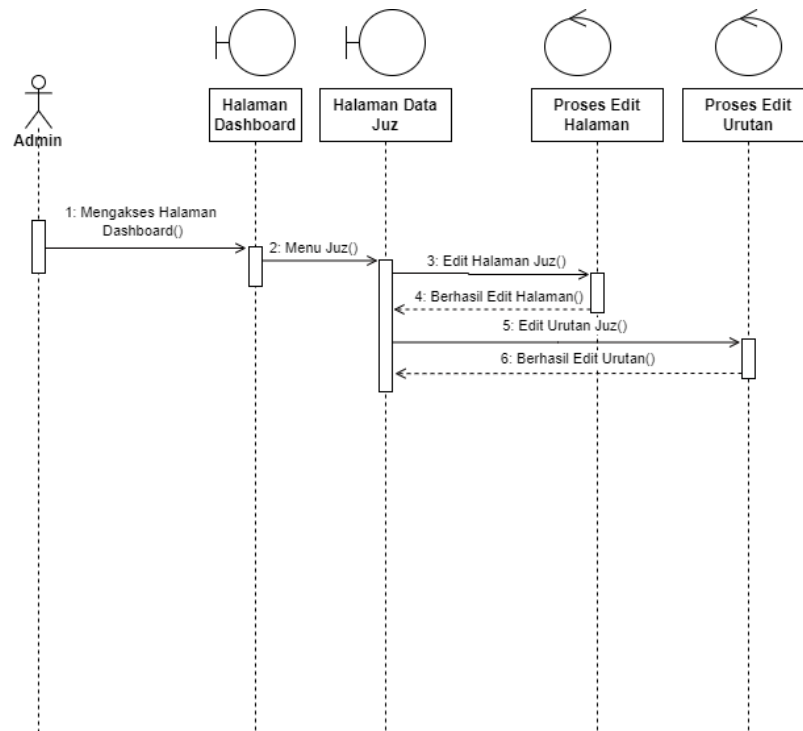 Admin
Halaman
Dashboard
Halaman Data
Juz
Proses Edit
Halaman
Proses Edit
Urutan
1: Mengakses Halaman
Dashboard()
2: Menu Juz()
3: Edit Halaman Juz()
4: Berhasil Edit Halaman()
5: Edit Urutan Juz()
6: Berhasil Edit Urutan()